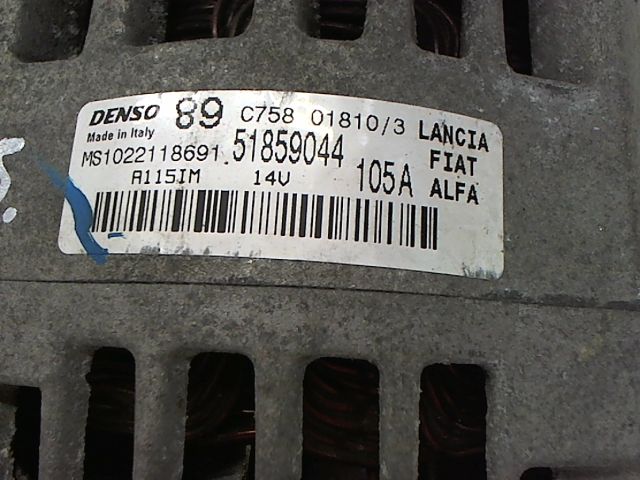 DENSO 89 C758 01810/3 LANCIA
Made in Italy
MS1022118691 51859044 FIAT
A115IM 14V 105A ALFA